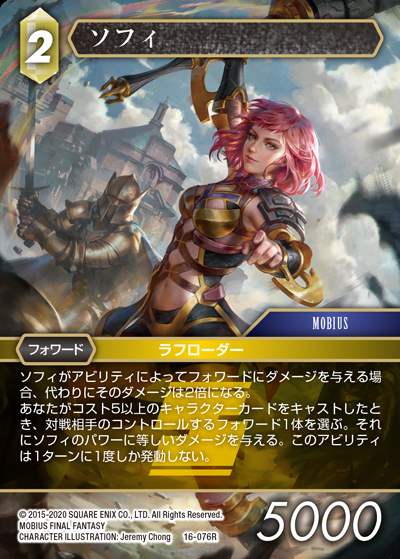 2
ソフィ
MOBIUS
フォワード
ラフローダー
ソフィがアビリティによってフォワードにダメージを与える場
合、代わりにそのダメージは2倍になる。
あなたがコスト5以上のキャラクターカードをキャストしたと
き、対戦相手のコントロールするフォワード1体を選ぶ。それ
にソフィのパワーに等しいダメージを与える。このアビリティ
は1ターンに1度しか発動しない。
© 2015-2020 SQUARE ENIX CO., LTD. All Rights Reserved.
MOBIUS FINAL FANTASY
CHARACTER ILLUSTRATION: Jeremy Chong 16-076R
5000